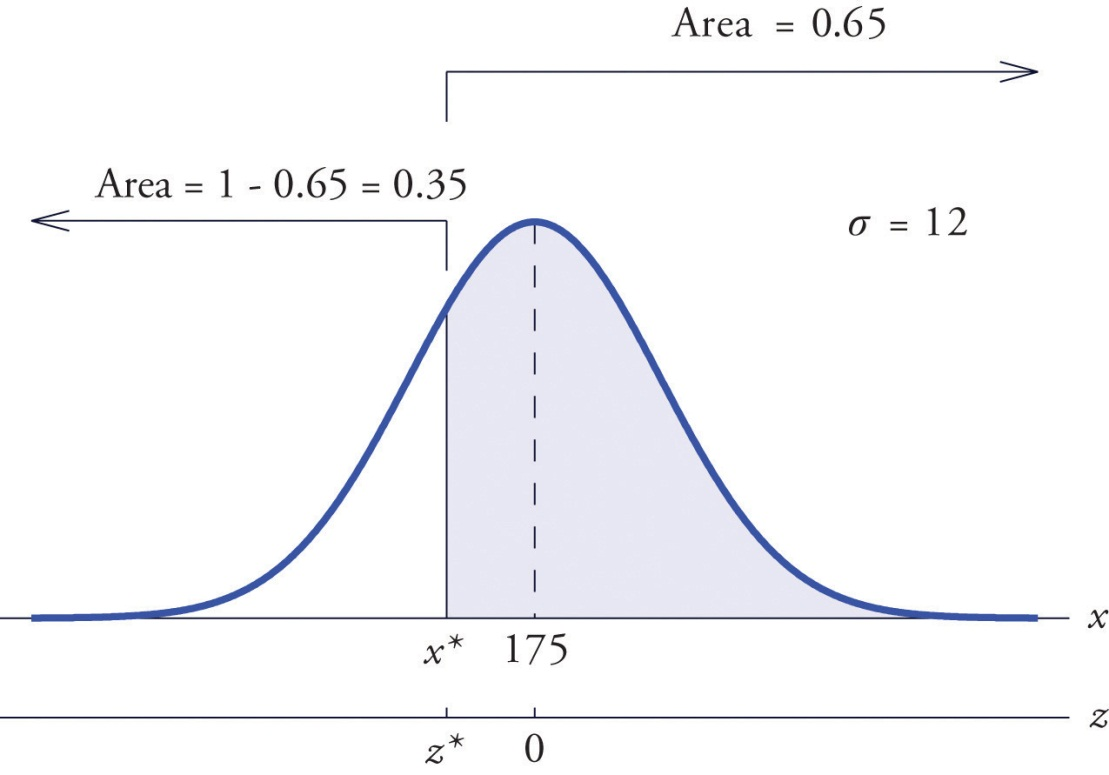 Area = 0.65
Area = 1 - 0.65 = 0.35
σ = 12
x
x* 175
z
z* 0